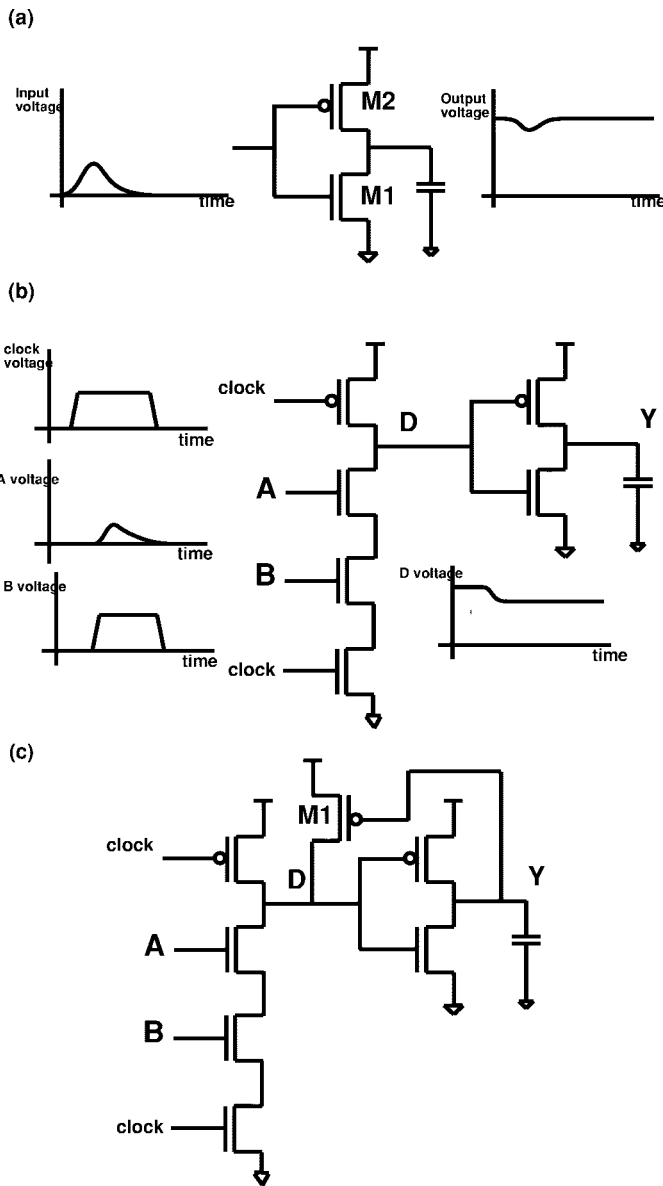 (a)
Input
voltage
time
M2
M1
Output
voltage
time
(b)
clock
voltage
time
A voltage
time
B voltage
time
clock
A
B
clock
D
Y
D voltage
time
(c)
clock
A
B
clock
M1
D
Y